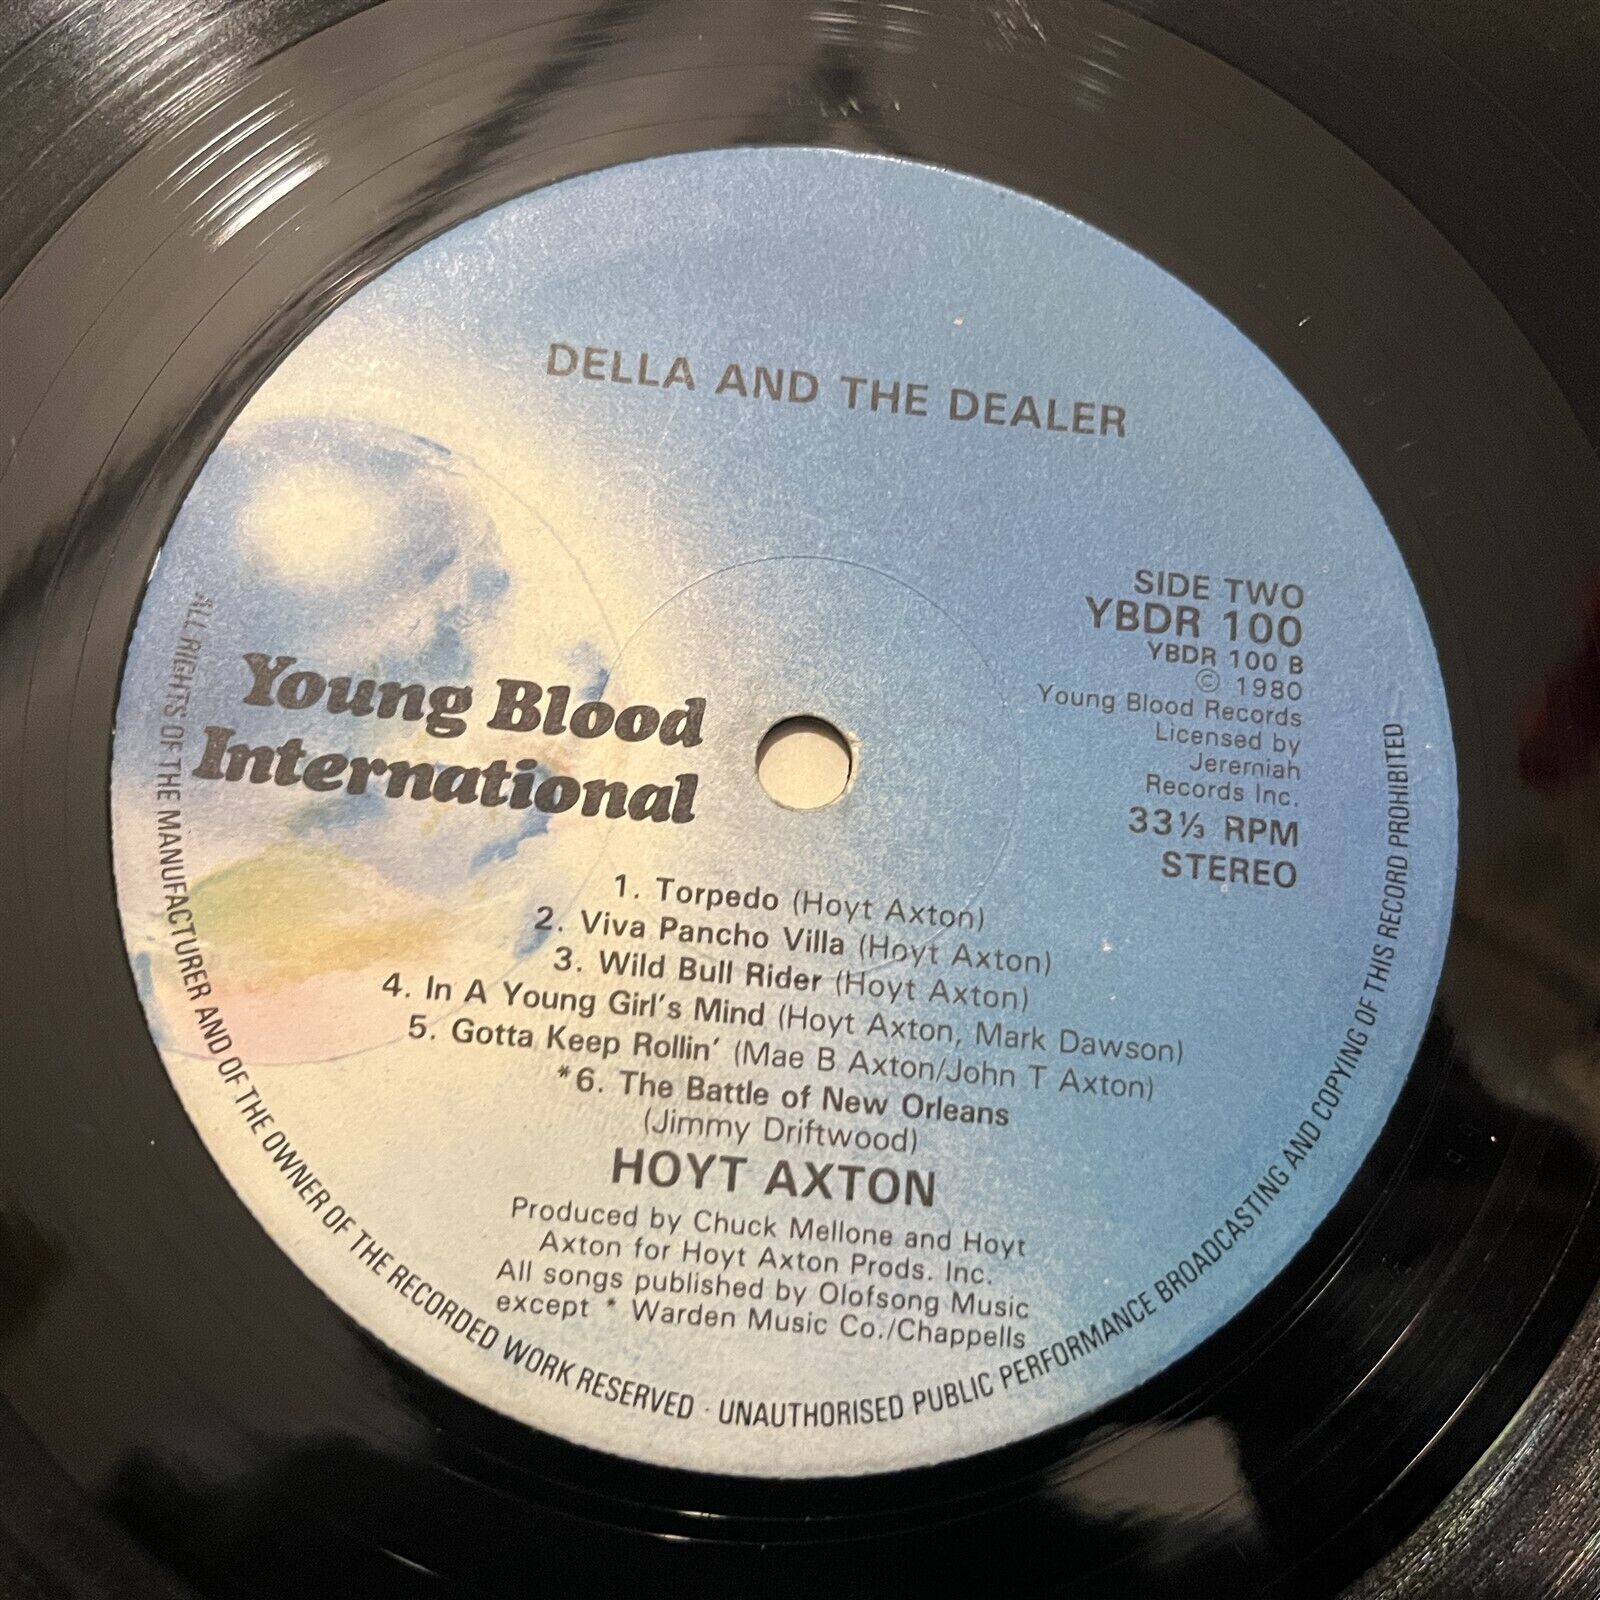 DELLA AND THE DEALER
SIDE TWO
YBDR 100
YBDR 100 B
© 1980
Young Blood Records
Licensed by
Jeremiah
Records Inc.
33⅓ RPM
STEREO
Young Blood
International
1. Torpedo (Hoyt Axton)
2. Viva Pancho Villa (Hoyt Axton)
3. Wild Bull Rider (Hoyt Axton)
4. In A Young Girl's Mind (Hoyt Axton, Mark Dawson)
5. Gotta Keep Rollin' (Mae B Axton/John T Axton)
*6. The Battle of New Orleans
(Jimmy Driftwood)
HOYT AXTON
Produced by Chuck Mellone and Hoyt
Axton for Hoyt Axton Prods. Inc.
All songs published by Olofsong Music
except * Warden Music Co./Chappells
ALL RIGHTS OF THE MANUFACTURER AND OF THE OWNER OF THE RECORDED WORK RESERVED · UNAUTHORISED PUBLIC PERFORMANCE BROADCASTING AND COPYING OF THIS RECORD PROHIBITED